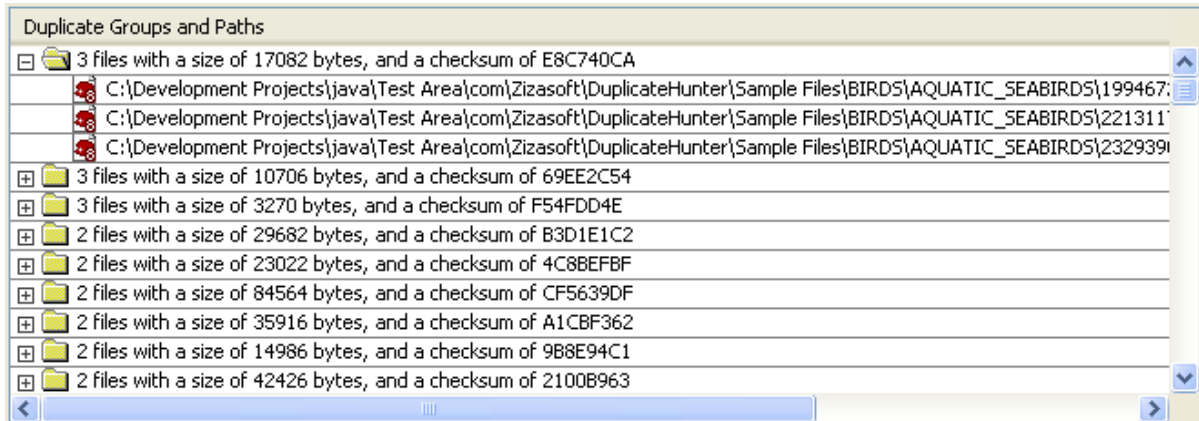 Duplicate Groups and Paths
3 files with a size of 17082 bytes, and a checksum of E8C740CA
C:\Development Projects\java\Test Area\com\Zizasoft\DuplicateHunter\Sample Files\BIRDS\AQUATIC_SEABIRDS\199467
C:\Development Projects\java\Test Area\com\Zizasoft\DuplicateHunter\Sample Files\BIRDS\AQUATIC_SEABIRDS\221311
C:\Development Projects\java\Test Area\com\Zizasoft\DuplicateHunter\Sample Files\BIRDS\AQUATIC_SEABIRDS\232939
3 files with a size of 10706 bytes, and a checksum of 69EE2C54
3 files with a size of 3270 bytes, and a checksum of F54FDD4E
2 files with a size of 29682 bytes, and a checksum of B3D1E1C2
2 files with a size of 23022 bytes, and a checksum of 4C8BEFBF
2 files with a size of 84564 bytes, and a checksum of CF5639DF
2 files with a size of 35916 bytes, and a checksum of A1CBF362
2 files with a size of 14986 bytes, and a checksum of 9B8E94C1
2 files with a size of 42426 bytes, and a checksum of 2100B963